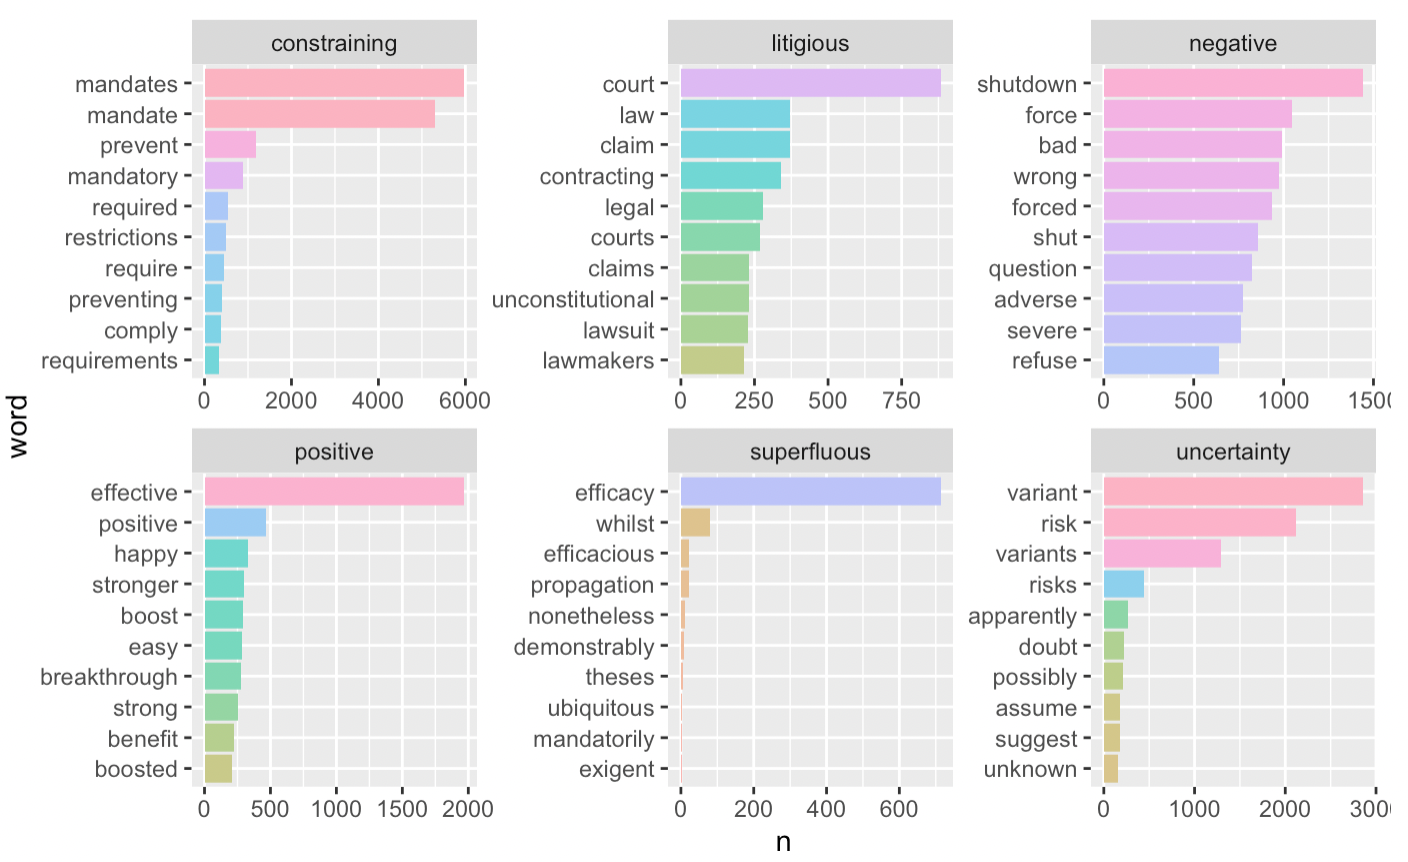 constraining
mandates
mandate
prevent
mandatory
required
restrictions
require
preventing
comply
requirements
0 2000 4000 6000
litigious
court
law
claim
contracting
legal
courts
claims
unconstitutional
lawsuit
lawmakers
0 250 500 750
negative
shutdown
force
bad
wrong
forced
shut
question
adverse
severe
refuse
0 500 1000 1500
word
positive
effective
positive
happy
stronger
boost
easy
breakthrough
strong
benefit
boosted
0 500 1000 1500 2000
superfluous
efficacy
whilst
efficacious
propagation
nonetheless
demonstrably
theses
ubiquitous
mandatorily
exigent
0 200 400 600
uncertainty
variant
risk
variants
risks
apparently
doubt
possibly
assume
suggest
unknown
0 1000 2000 3000
n